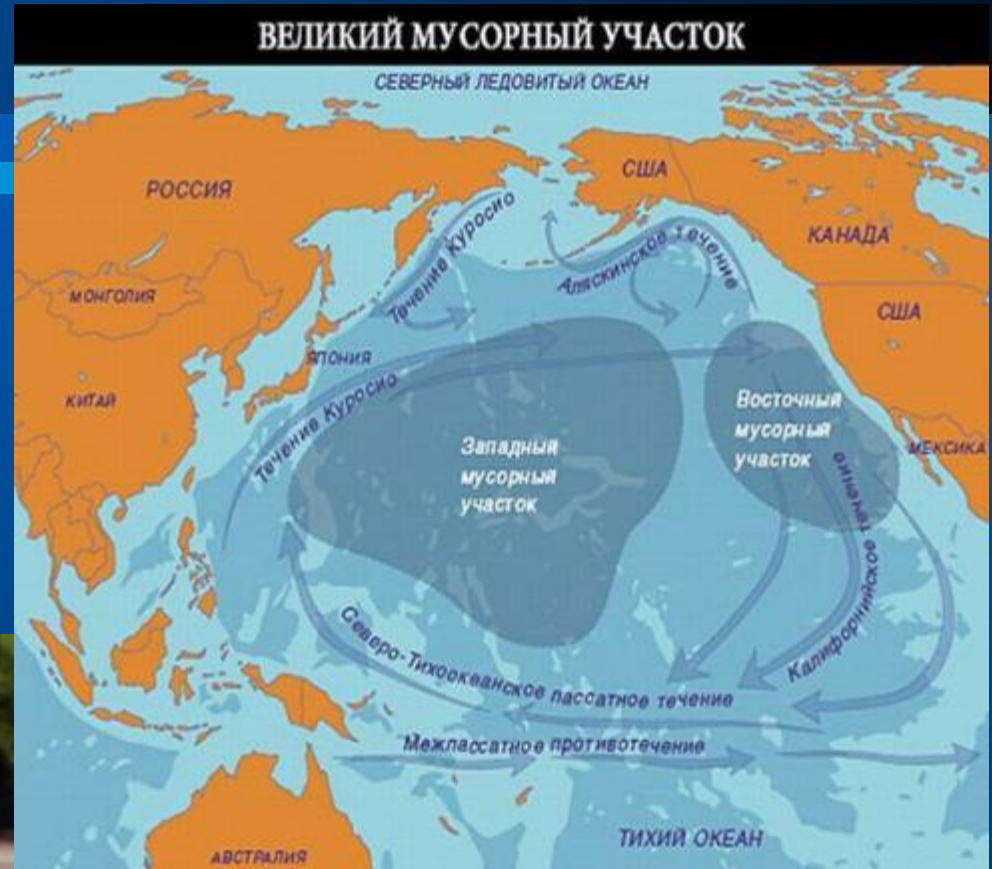 ВЕЛИКИЙ МУСОРНЫЙ УЧАСТОК
СЕВЕРНЫЙ ЛЕДОВИТЫЙ ОКЕАН
РОССИЯ
США
КАНАДА
Течение Куросио
Аляскинское течение
МОНГОЛИЯ
США
ЯПОНИЯ
КИТАЙ
Течение Куросио
Западный
мусорный
участок
Восточный
мусорный
участок
МЕКСИКА
Калифорнийское течение
Северо-Тихоокеанское пассатное течение
Межпассатное противотечение
ТИХИЙ ОКЕАН
АВСТРАЛИЯ